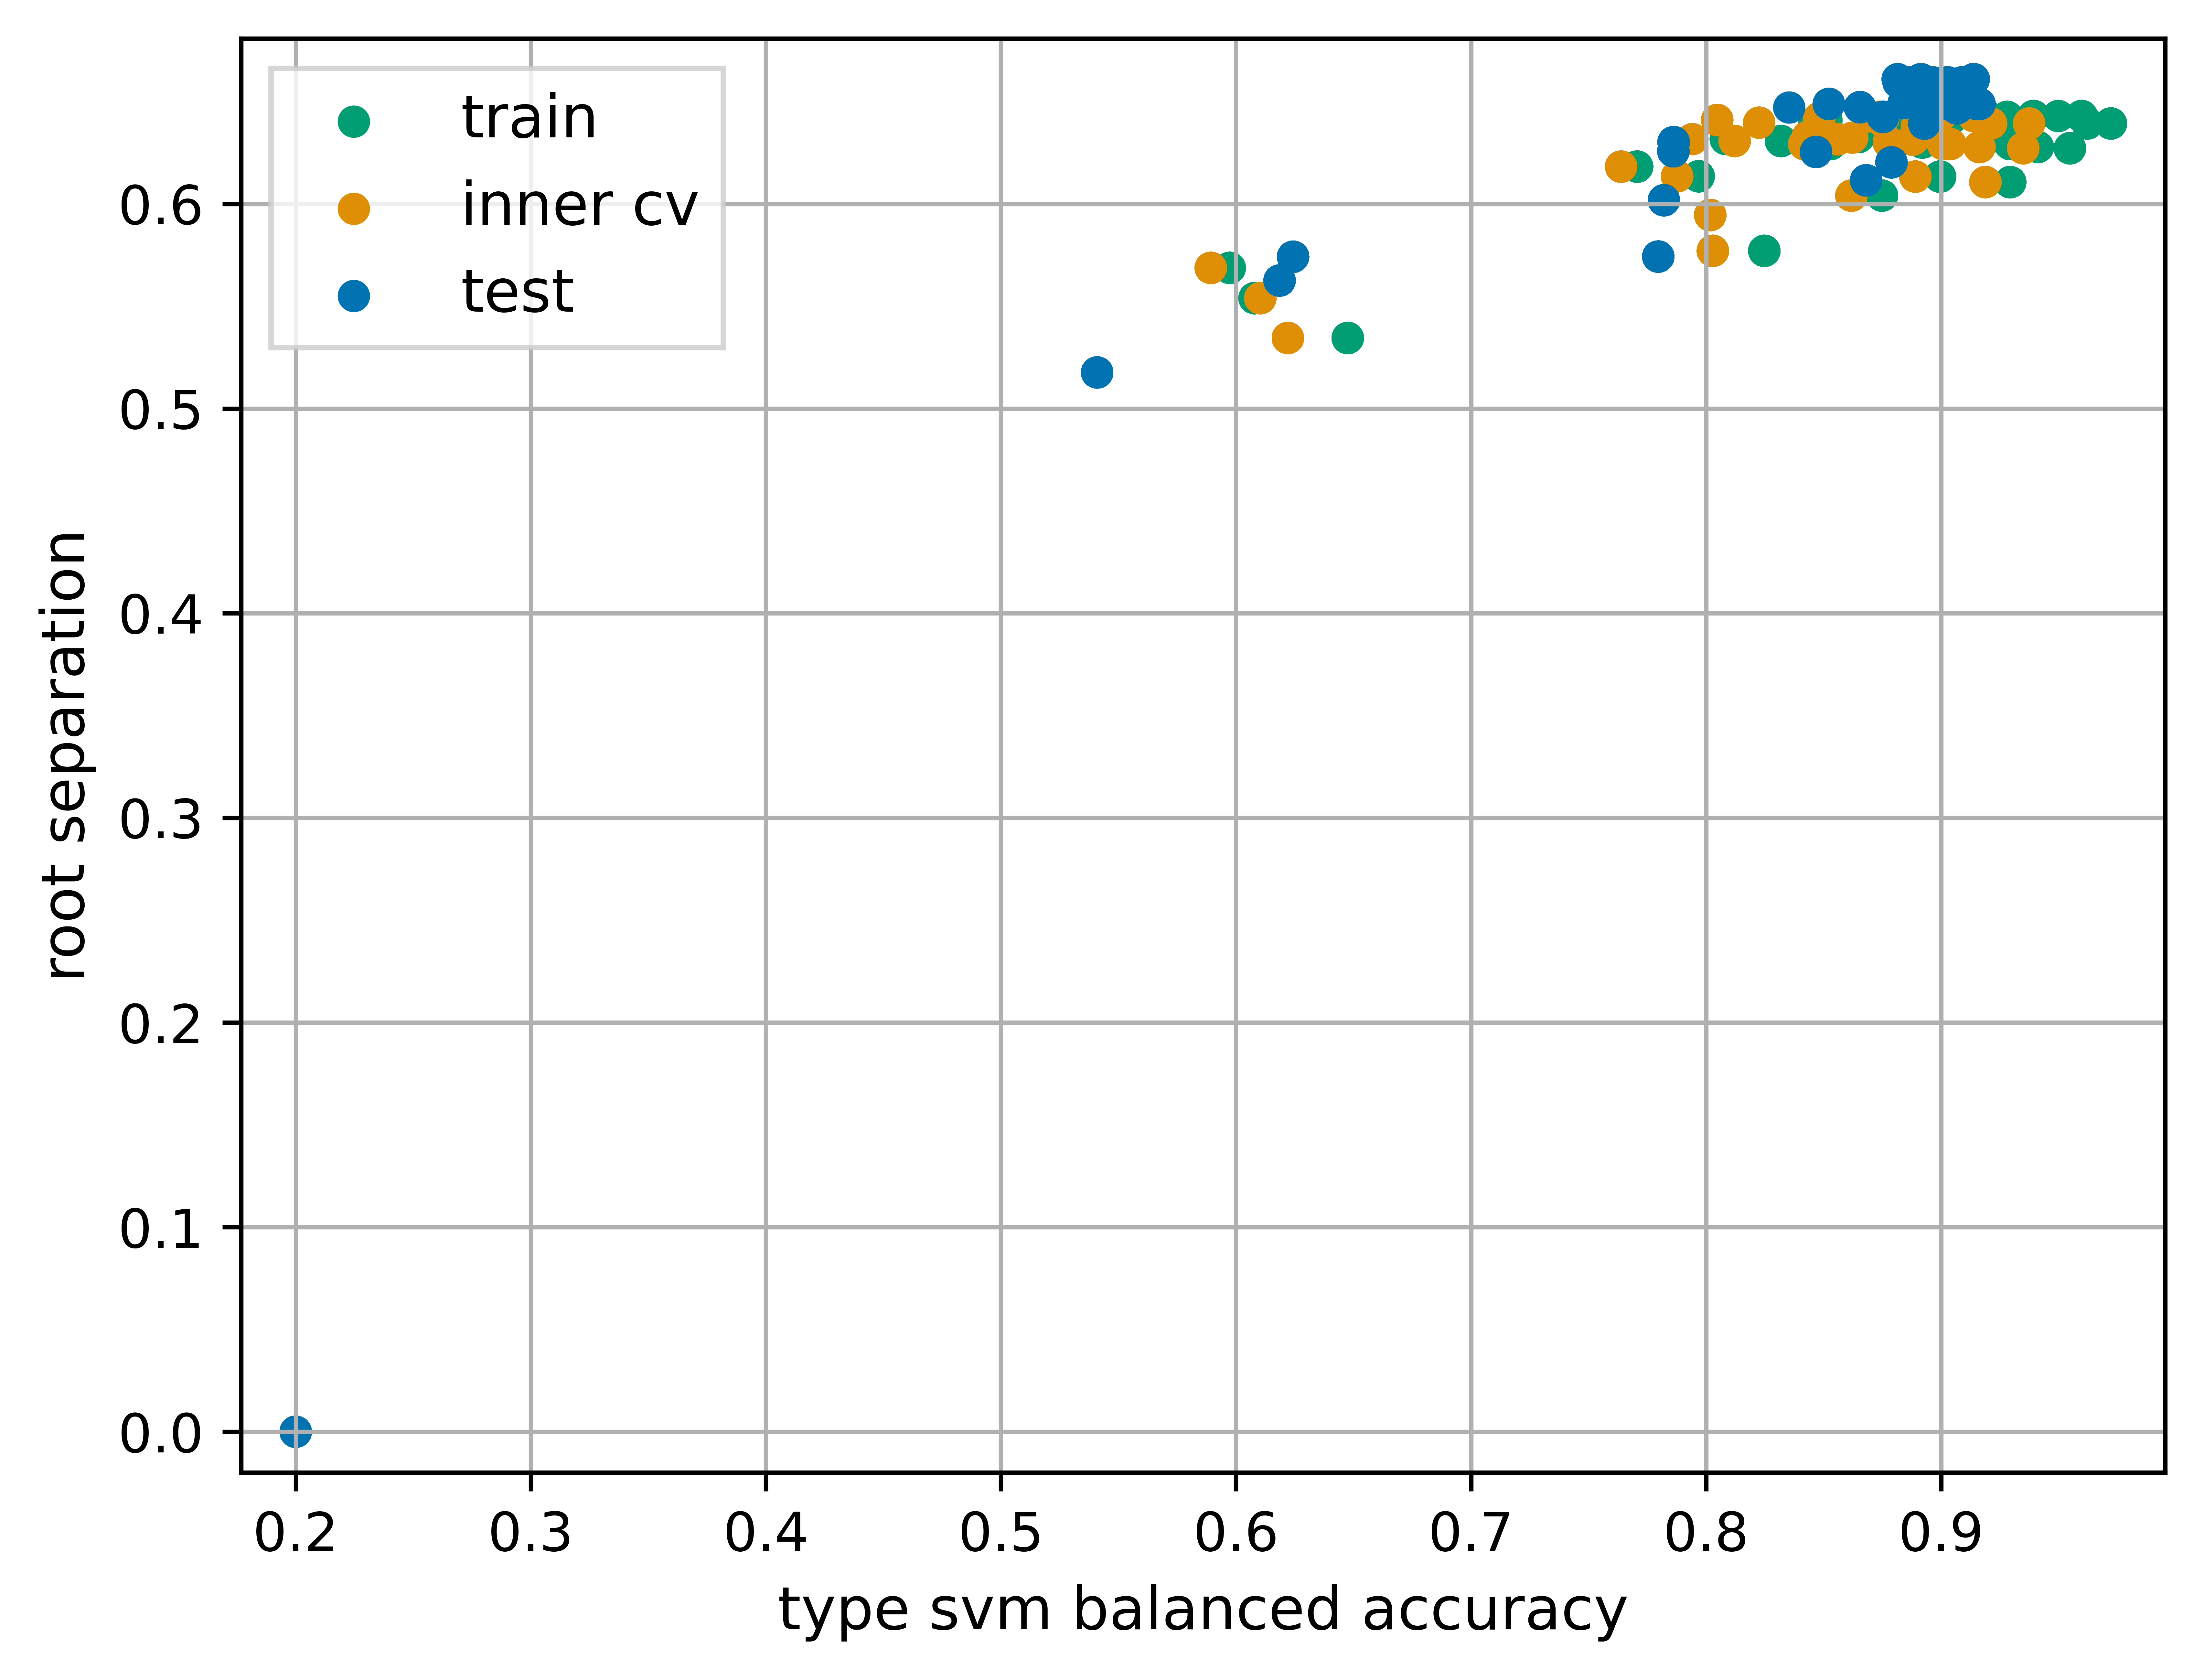 train
inner cv
test
root separation
0.6
0.5
0.4
0.3
0.2
0.1
0.0
0.2 0.3 0.4 0.5 0.6 0.7 0.8 0.9
type svm balanced accuracy